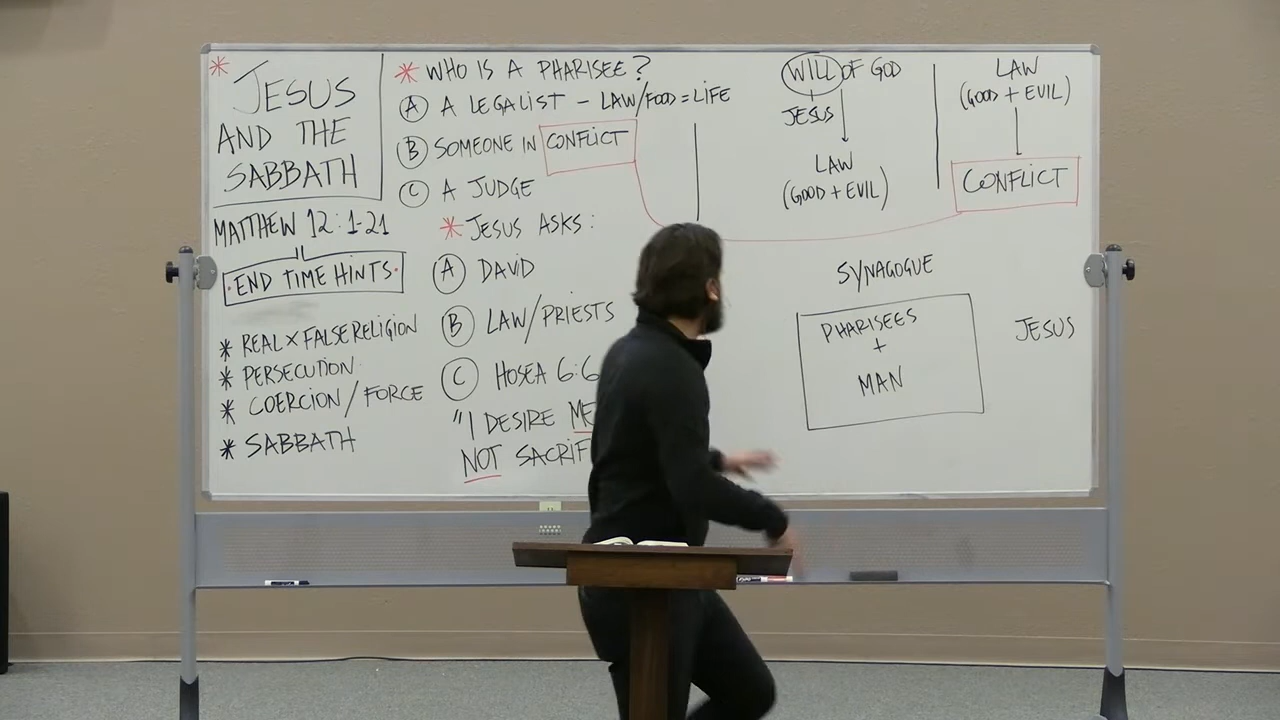 * JESUS
AND THE
SABBATH
MATTHEW 12:1-21
• END TIME HINTS •
* REAL X FALSE RELIGION
* PERSECUTION
* COERCION / FORCE
* SABBATH
* WHO IS A PHARISEE?
(A) A LEGALIST - LAW/FOOD = LIFE
(B) SOMEONE IN CONFLICT
(C) A JUDGE
* JESUS ASKS:
(A) DAVID
(B) LAW/PRIESTS
(C) HOSEA 6:6
"I DESIRE
NOT
WILL OF GOD
JESUS
LAW
(GOOD + EVIL)
LAW
(GOOD + EVIL)
CONFLICT
SYNAGOGUE
PHARISEES
+
MAN
JESUS